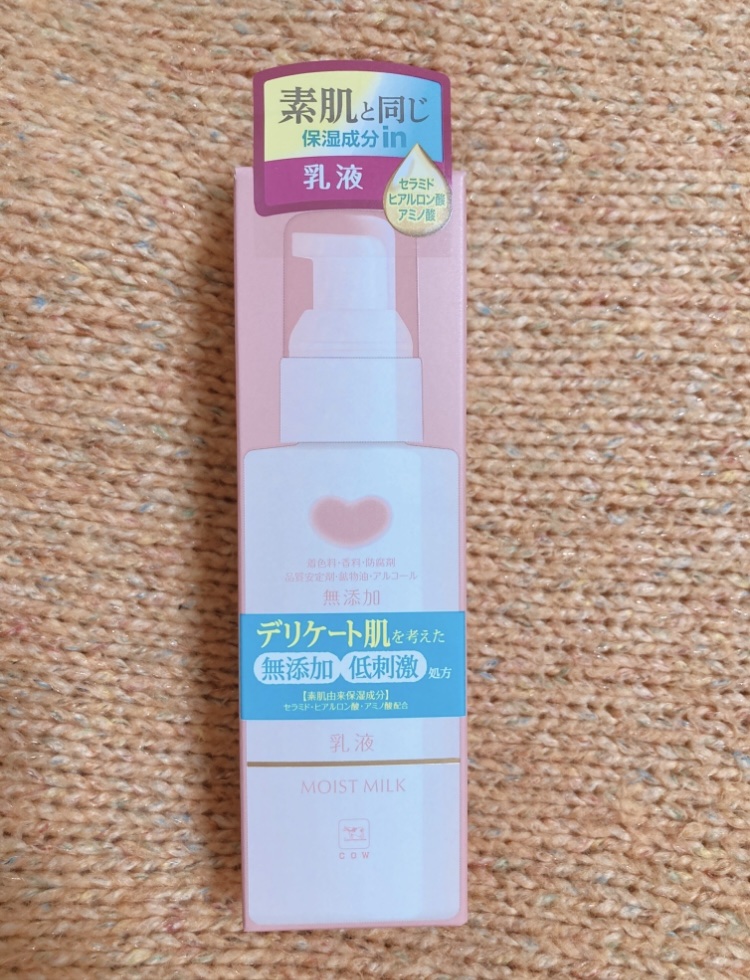 素肌と同じ
保湿成分in
乳液
セラミド
ヒアルロン酸
アミノ酸
着色料・香料・防腐剤
品質安定剤・鉱物油・アルコール
無添加
デリケート肌を考えた
無添加 低刺激 処方
【素肌由来保湿成分】
セラミド・ヒアルロン酸・アミノ酸配合
乳液
MOIST MILK
COW